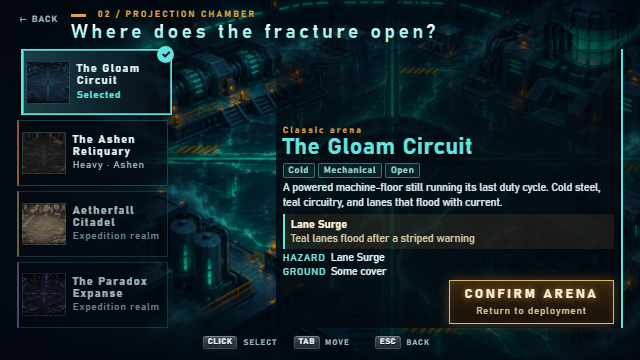 ← BACK
02 / PROJECTION CHAMBER
Where does the fracture open?
The Gloam
Circuit
Selected
The Ashen
Reliquary
Heavy · Ashen
Aetherfall
Citadel
Expedition realm
The Paradox
Expanse
Expedition realm
Classic arena
The Gloam Circuit
Cold Mechanical Open
A powered machine-floor still running its last duty cycle. Cold steel,
teal circuitry, and lanes that flood with current.
Lane Surge
Teal lanes flood after a striped warning
HAZARD Lane Surge
GROUND Some cover
CONFIRM ARENA
Return to deployment
CLICK SELECT TAB MOVE ESC BACK